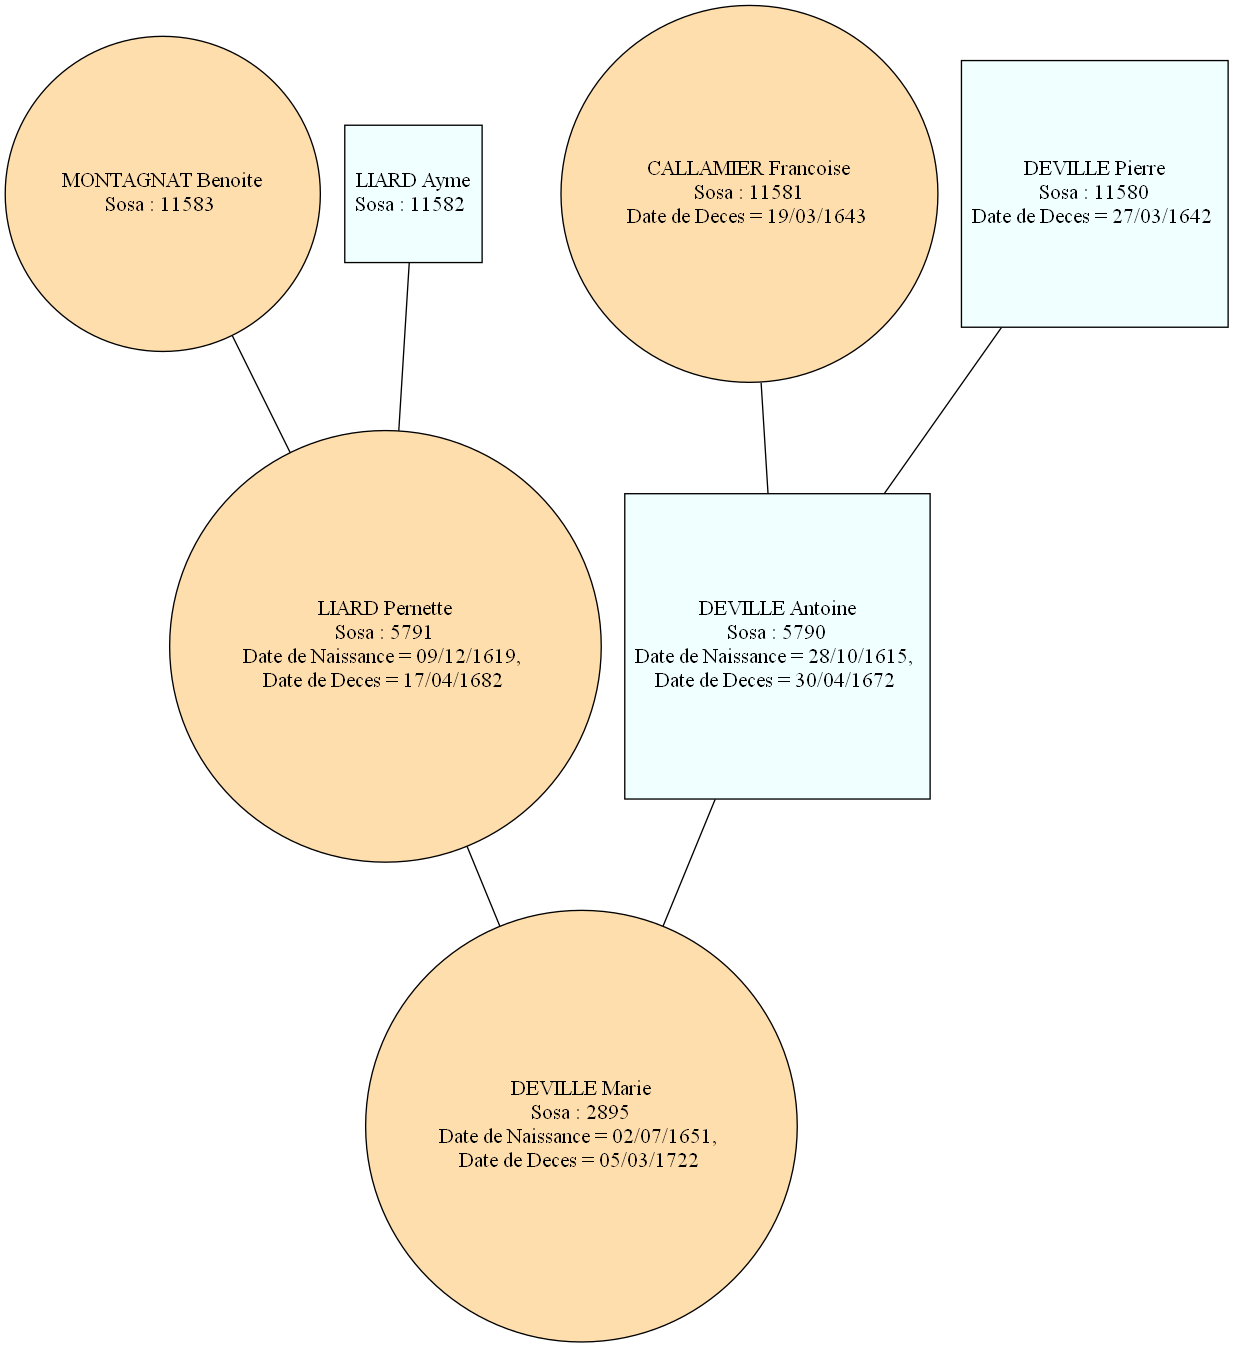 MONTAGNAT Benoite
Sosa : 11583
LIARD Ayme
Sosa : 11582
CALLAMIER Francoise
Sosa : 11581
Date de Deces = 19/03/1643
DEVILLE Pierre
Sosa : 11580
Date de Deces = 27/03/1642
LIARD Pernette
Sosa : 5791
Date de Naissance = 09/12/1619,
Date de Deces = 17/04/1682
DEVILLE Antoine
Sosa : 5790
Date de Naissance = 28/10/1615,
Date de Deces = 30/04/1672
DEVILLE Marie
Sosa : 2895
Date de Naissance = 02/07/1651,
Date de Deces = 05/03/1722